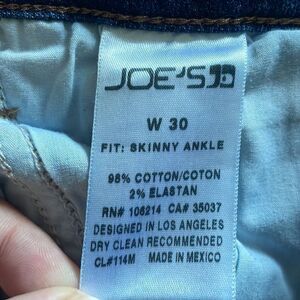 JOE'S
W 30
FIT: SKINNY ANKLE
98% COTTON/COTON
2% ELASTAN
RN# 106214 CA# 35037
DESIGNED IN LOS ANGELES
DRY CLEAN RECOMMENDED
CL#114M MADE IN MEXICO